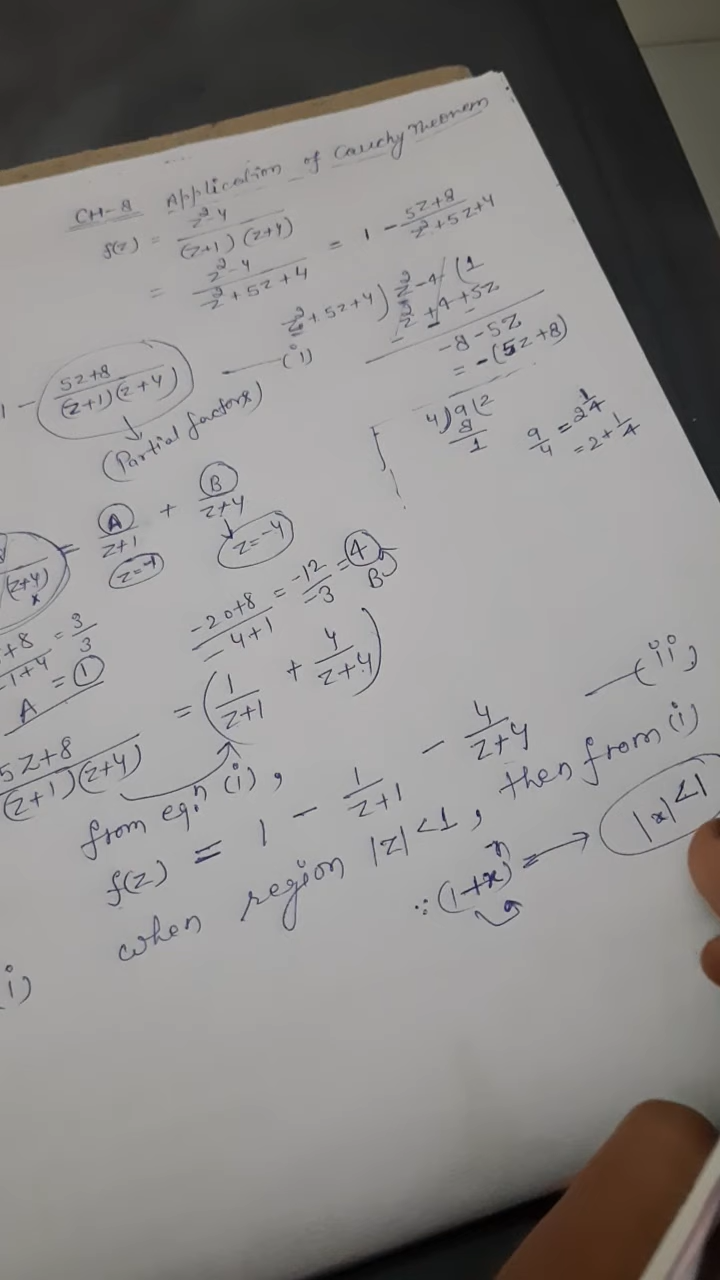 CH-8 Application of Cauchy Theorem
f(z) = z²-4 / (z+1) (z+4)
= z²-4 / z²+5z+4 = 1 - 5z+8 / z²+5z+4
z²+5z+4) z²-4 (1
z²+4+5z
- - -
-8-5z
= -(5z+8)
1 - 5z+8 / (z+1)(z+4) —(i)
(Partial factors)
4)9(2
8
1
9/4 = 2 1/4
= 2+1/4
(z+4) = A / z+1 + B / z+4
z=-1 z=-4
+8 / -1+4 = 3/3
A = 1
-20+8 / -4+1 = -12 / -3 = 4
B
5z+8 / (z+1)(z+4) = (1 / z+1 + 4 / z+4)
from eqⁿ (i),
f(z) = 1 - 1 / z+1 - 4 / z+4 —(ii)
(i) when region |z|<1, then from (i)
∵ (1+x)ⁿ = → |x|<1